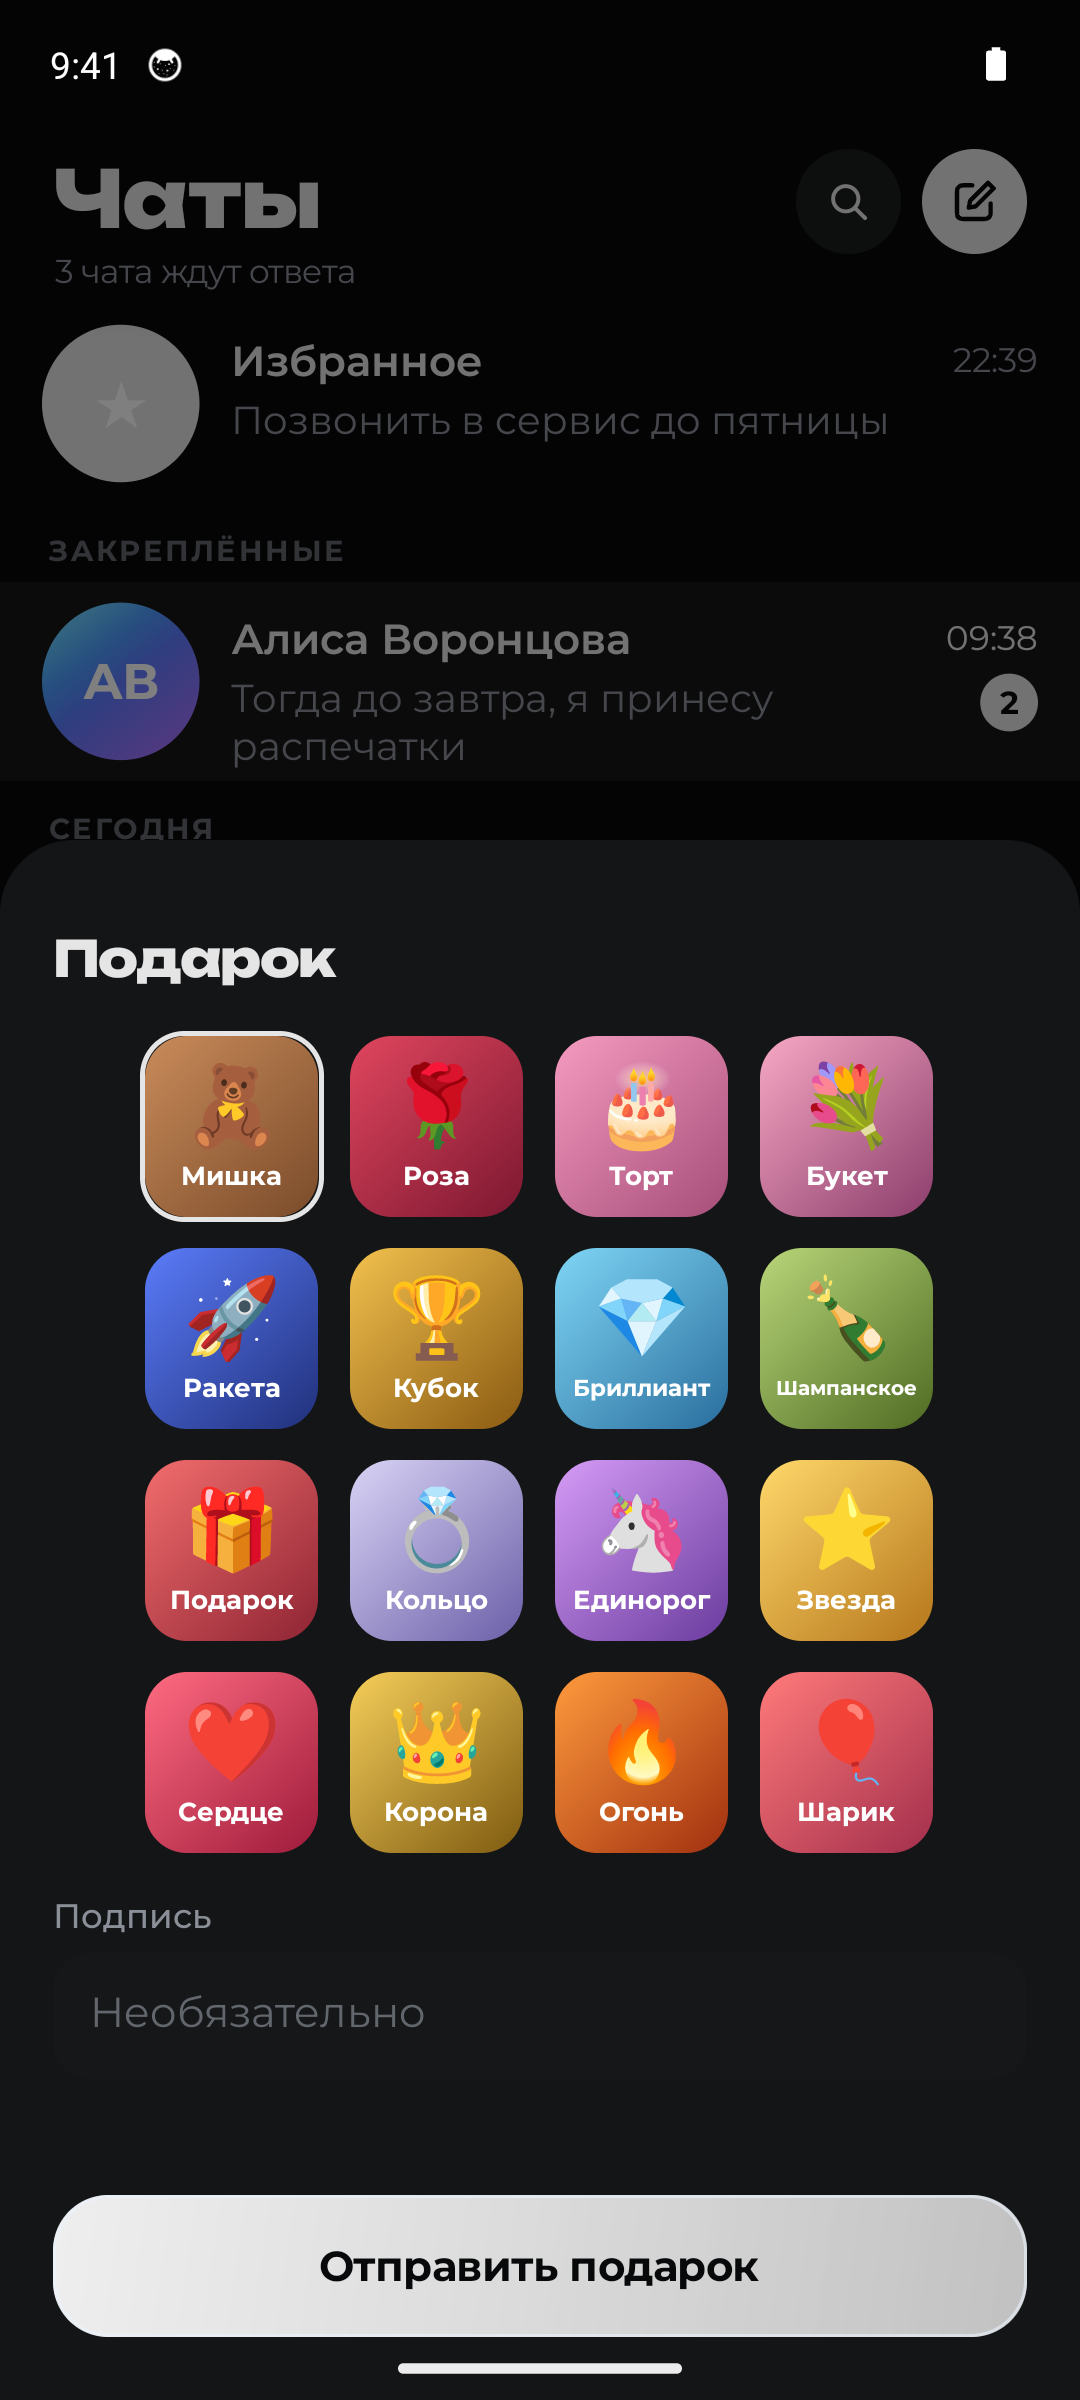 9:41
Чаты
3 чата ждут ответа
Избранное
22:39
Позвонить в сервис до пятницы
ЗАКРЕПЛЁННЫЕ
АВ
Алиса Воронцова
09:38
Тогда до завтра, я принесу
2
распечатки
СЕГОДНЯ
Подарок
Мишка
Роза
Торт
Букет
Ракета
Кубок
Бриллиант
Шампанское
Подарок
Кольцо
Единорог
Звезда
Сердце
Корона
Огонь
Шарик
Подпись
Необязательно
Отправить подарок